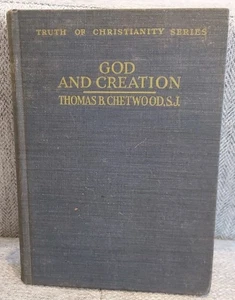 TRUTH OF CHRISTIANITY SERIES
GOD
AND CREATION
THOMAS B. CHETWOOD, S.J.